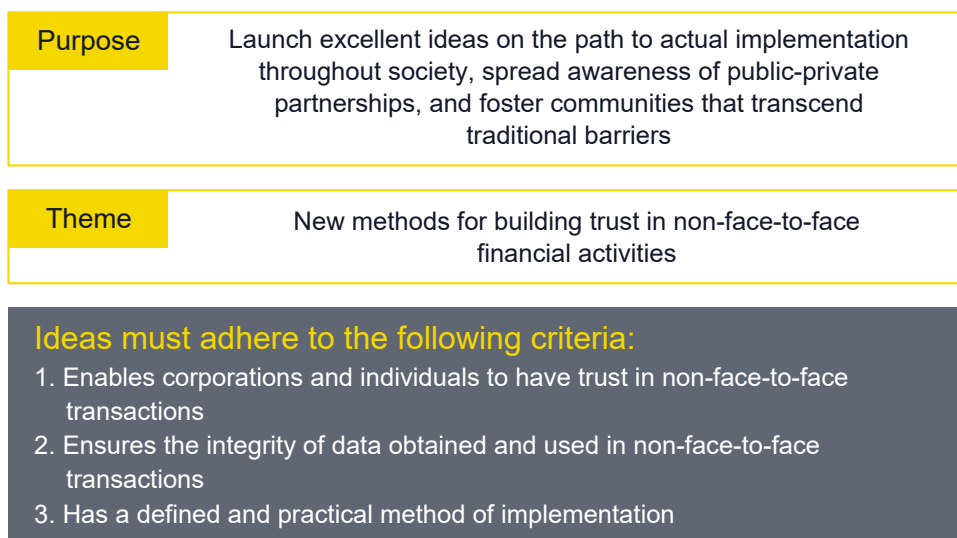 Purpose
Launch excellent ideas on the path to actual implementation
throughout society, spread awareness of public-private
partnerships, and foster communities that transcend
traditional barriers
Theme
New methods for building trust in non-face-to-face
financial activities
Ideas must adhere to the following criteria:
1. Enables corporations and individuals to have trust in non-face-to-face
transactions
2. Ensures the integrity of data obtained and used in non-face-to-face
transactions
3. Has a defined and practical method of implementation